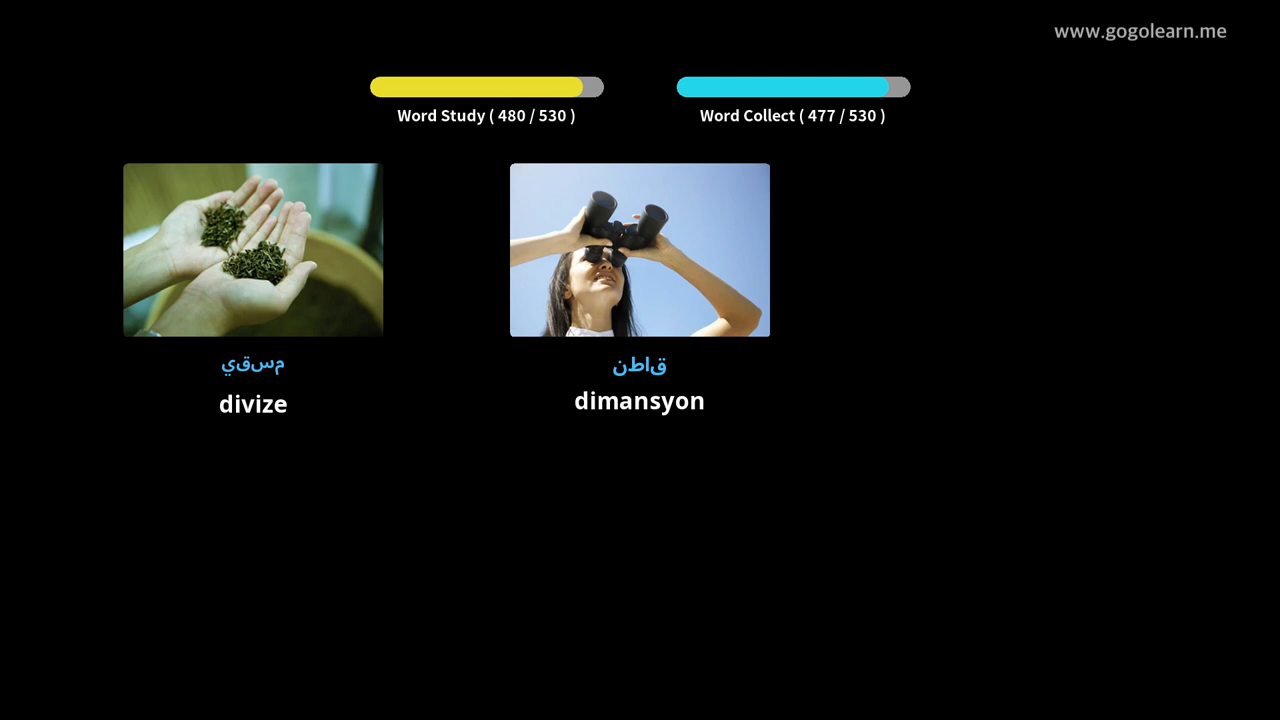 www.gogolearn.me
Word Study ( 480 / 530 )
Word Collect ( 477 / 530 )
مسقي
divize
قاطن
dimansyon